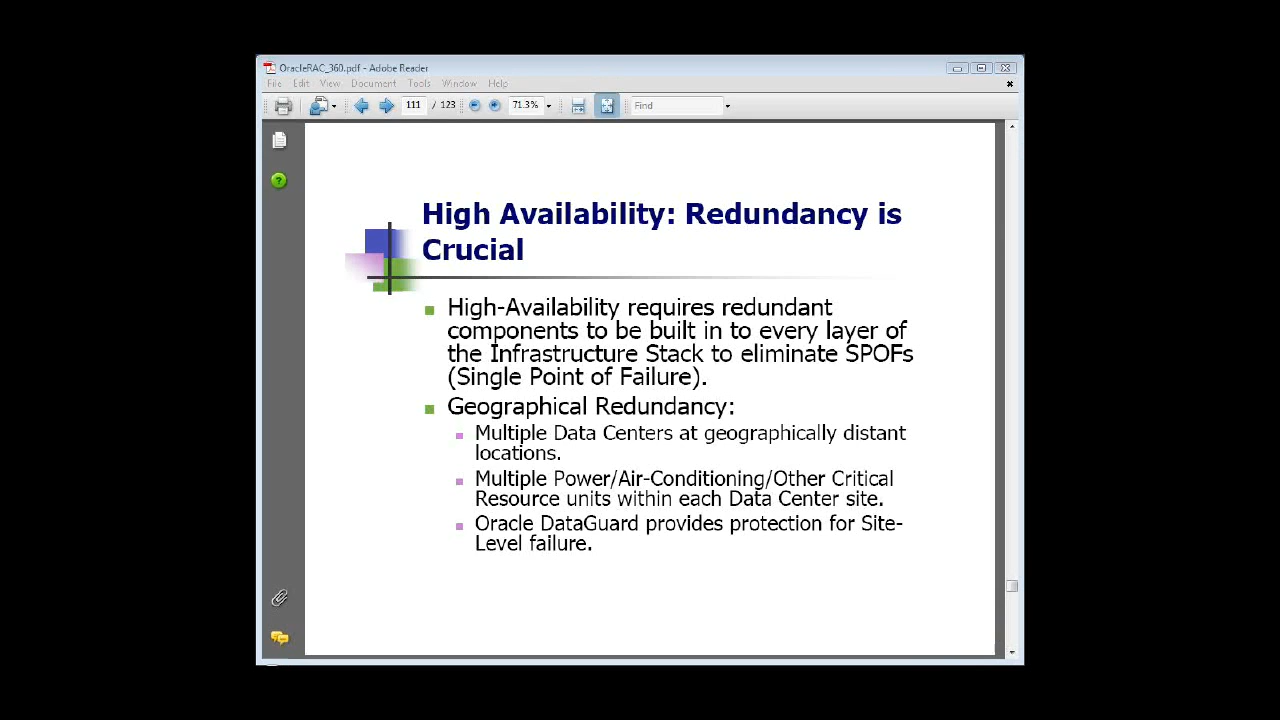 OracleRAC_360.pdf - Adobe Reader
File Edit View Document Tools Window Help
111 / 123 71.3% Find
High Availability: Redundancy is
Crucial
High-Availability requires redundant
components to be built in to every layer of
the Infrastructure Stack to eliminate SPOFs
(Single Point of Failure).
Geographical Redundancy:
Multiple Data Centers at geographically distant
locations.
Multiple Power/Air-Conditioning/Other Critical
Resource units within each Data Center site.
Oracle DataGuard provides protection for Site-
Level failure.